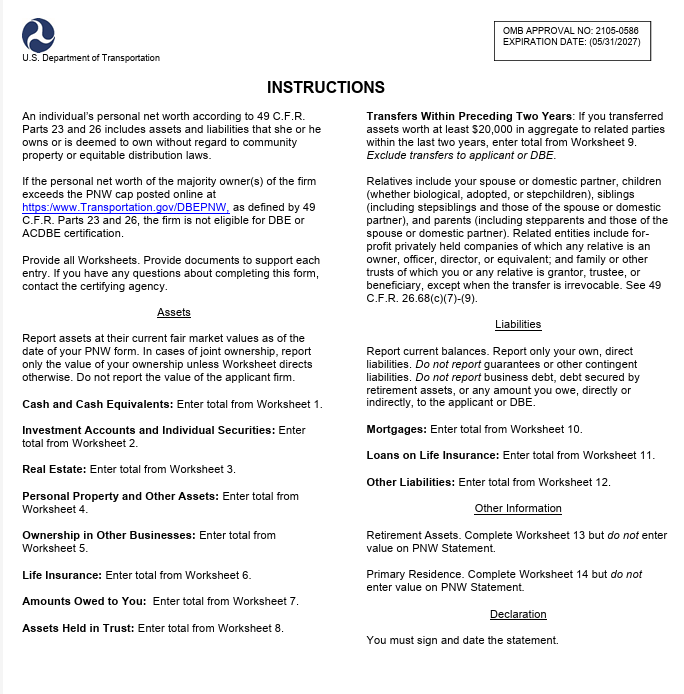 U.S. Department of Transportation
OMB APPROVAL NO: 2105-0586
EXPIRATION DATE: (05/31/2027)
INSTRUCTIONS
An individual's personal net worth according to 49 C.F.R.
Parts 23 and 26 includes assets and liabilities that she or he
owns or is deemed to own without regard to community
property or equitable distribution laws.
If the personal net worth of the majority owner(s) of the firm
exceeds the PNW cap posted online at
https:/www.Transportation.gov/DBEPNW, as defined by 49
C.F.R. Parts 23 and 26, the firm is not eligible for DBE or
ACDBE certification.
Provide all Worksheets. Provide documents to support each
entry. If you have any questions about completing this form,
contact the certifying agency.
Assets
Report assets at their current fair market values as of the
date of your PNW form. In cases of joint ownership, report
only the value of your ownership unless Worksheet directs
otherwise. Do not report the value of the applicant firm.
Cash and Cash Equivalents: Enter total from Worksheet 1.
Investment Accounts and Individual Securities: Enter
total from Worksheet 2.
Real Estate: Enter total from Worksheet 3.
Personal Property and Other Assets: Enter total from
Worksheet 4.
Ownership in Other Businesses: Enter total from
Worksheet 5.
Life Insurance: Enter total from Worksheet 6.
Amounts Owed to You: Enter total from Worksheet 7.
Assets Held in Trust: Enter total from Worksheet 8.
Transfers Within Preceding Two Years: If you transferred
assets worth at least $20,000 in aggregate to related parties
within the last two years, enter total from Worksheet 9.
Exclude transfers to applicant or DBE.
Relatives include your spouse or domestic partner, children
(whether biological, adopted, or stepchildren), siblings
(including stepsiblings and those of the spouse or domestic
partner), and parents (including stepparents and those of the
spouse or domestic partner). Related entities include for-
profit privately held companies of which any relative is an
owner, officer, director, or equivalent; and family or other
trusts of which you or any relative is grantor, trustee, or
beneficiary, except when the transfer is irrevocable. See 49
C.F.R. 26.68(c)(7)-(9).
Liabilities
Report current balances. Report only your own, direct
liabilities. Do not report guarantees or other contingent
liabilities. Do not report business debt, debt secured by
retirement assets, or any amount you owe, directly or
indirectly, to the applicant or DBE.
Mortgages: Enter total from Worksheet 10.
Loans on Life Insurance: Enter total from Worksheet 11.
Other Liabilities: Enter total from Worksheet 12.
Other Information
Retirement Assets. Complete Worksheet 13 but do not enter
value on PNW Statement.
Primary Residence. Complete Worksheet 14 but do not
enter value on PNW Statement.
Declaration
You must sign and date the statement.